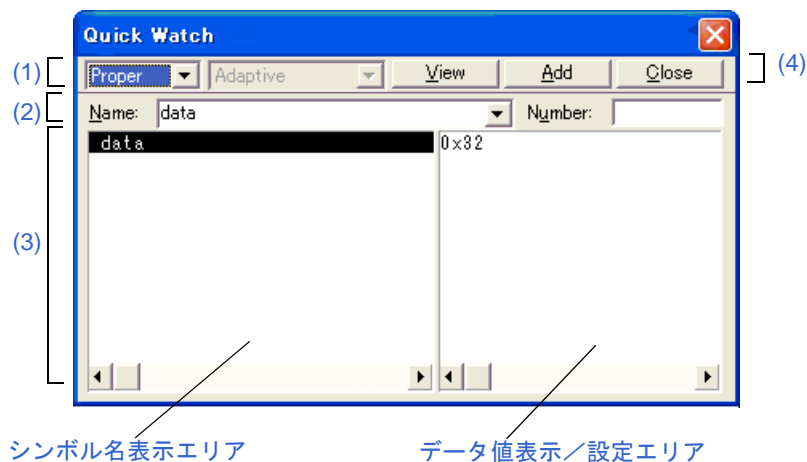 Quick Watch
(1) Proper Adaptive View Add Close (4)
(2) Name: data Number:
data 0x32
(3)
シンボル名表示エリア データ値表示／設定エリア